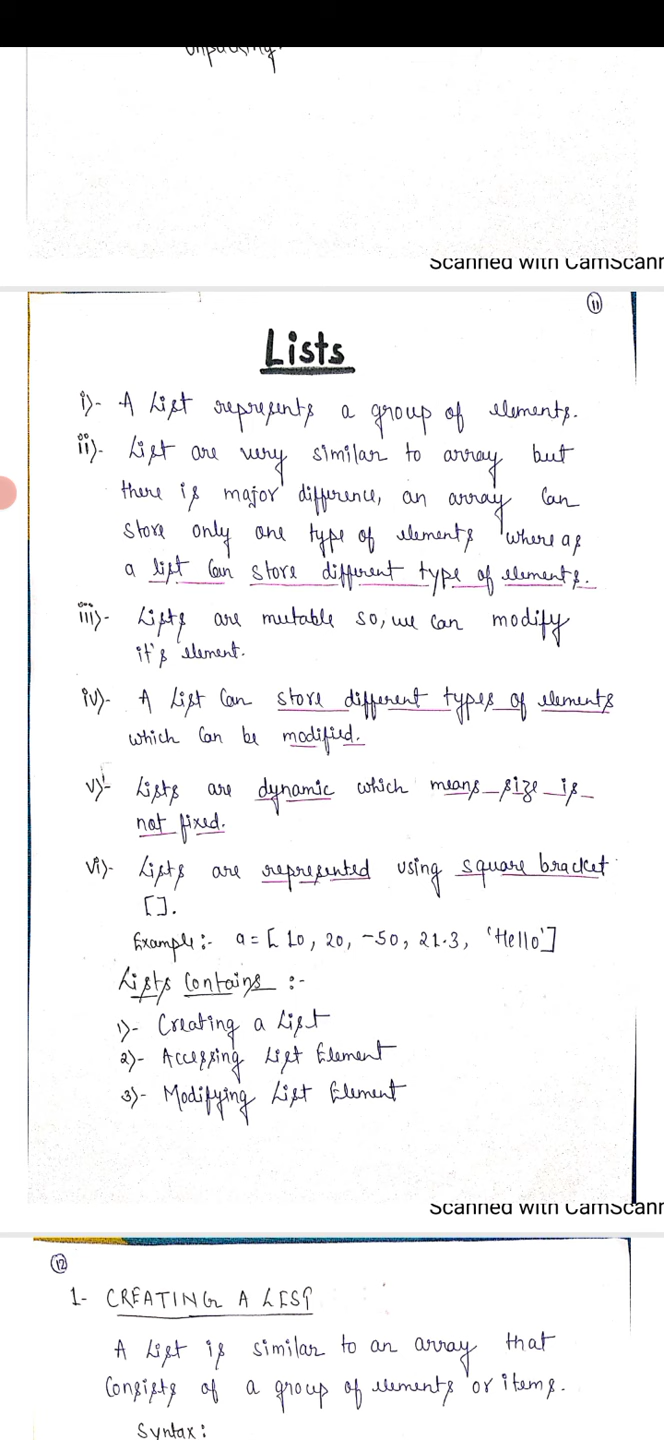 unpacking.
Scanned with CamScanr
11
Lists
i)- A List represents a group of elements.
ii)- List are very similar to array but
there is major difference, an array can
store only one type of elements where as
a list can store different type of elements.
iii)- Lists are mutable so, we can modify
it's element.
iv)- A List can store different types of elements
which can be modified.
v)- Lists are dynamic which means size is
not fixed.
vi)- Lists are represented using square bracket
[].
Example:- a = [10, 20, -50, 21.3, 'Hello']
Lists Contains :-
1)- Creating a List
2)- Accessing List Element
3)- Modifying List Element
Scanned with CamScanr
12
1- CREATING A LIST
A List is similar to an array that
consists of a group of elements or items.
Syntax: